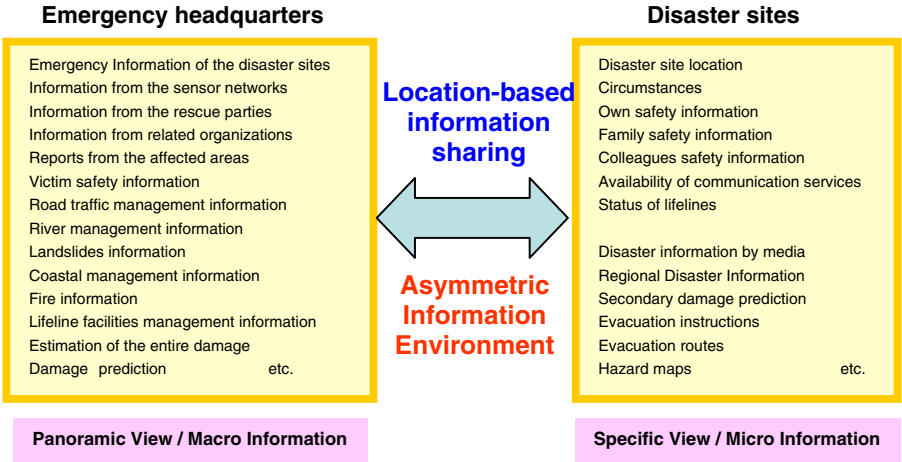 Emergency headquarters
Emergency Information of the disaster sites
Information from the sensor networks
Information from the rescue parties
Information from related organizations
Reports from the affected areas
Victim safety information
Road traffic management information
River management information
Landslides information
Coastal management information
Fire information
Lifeline facilities management information
Estimation of the entire damage
Damage prediction etc.
Panoramic View / Macro Information
Location-based
information
sharing
Asymmetric
Information
Environment
Disaster sites
Disaster site location
Circumstances
Own safety information
Family safety information
Colleagues safety information
Availability of communication services
Status of lifelines
Disaster information by media
Regional Disaster Information
Secondary damage prediction
Evacuation instructions
Evacuation routes
Hazard maps etc.
Specific View / Micro Information